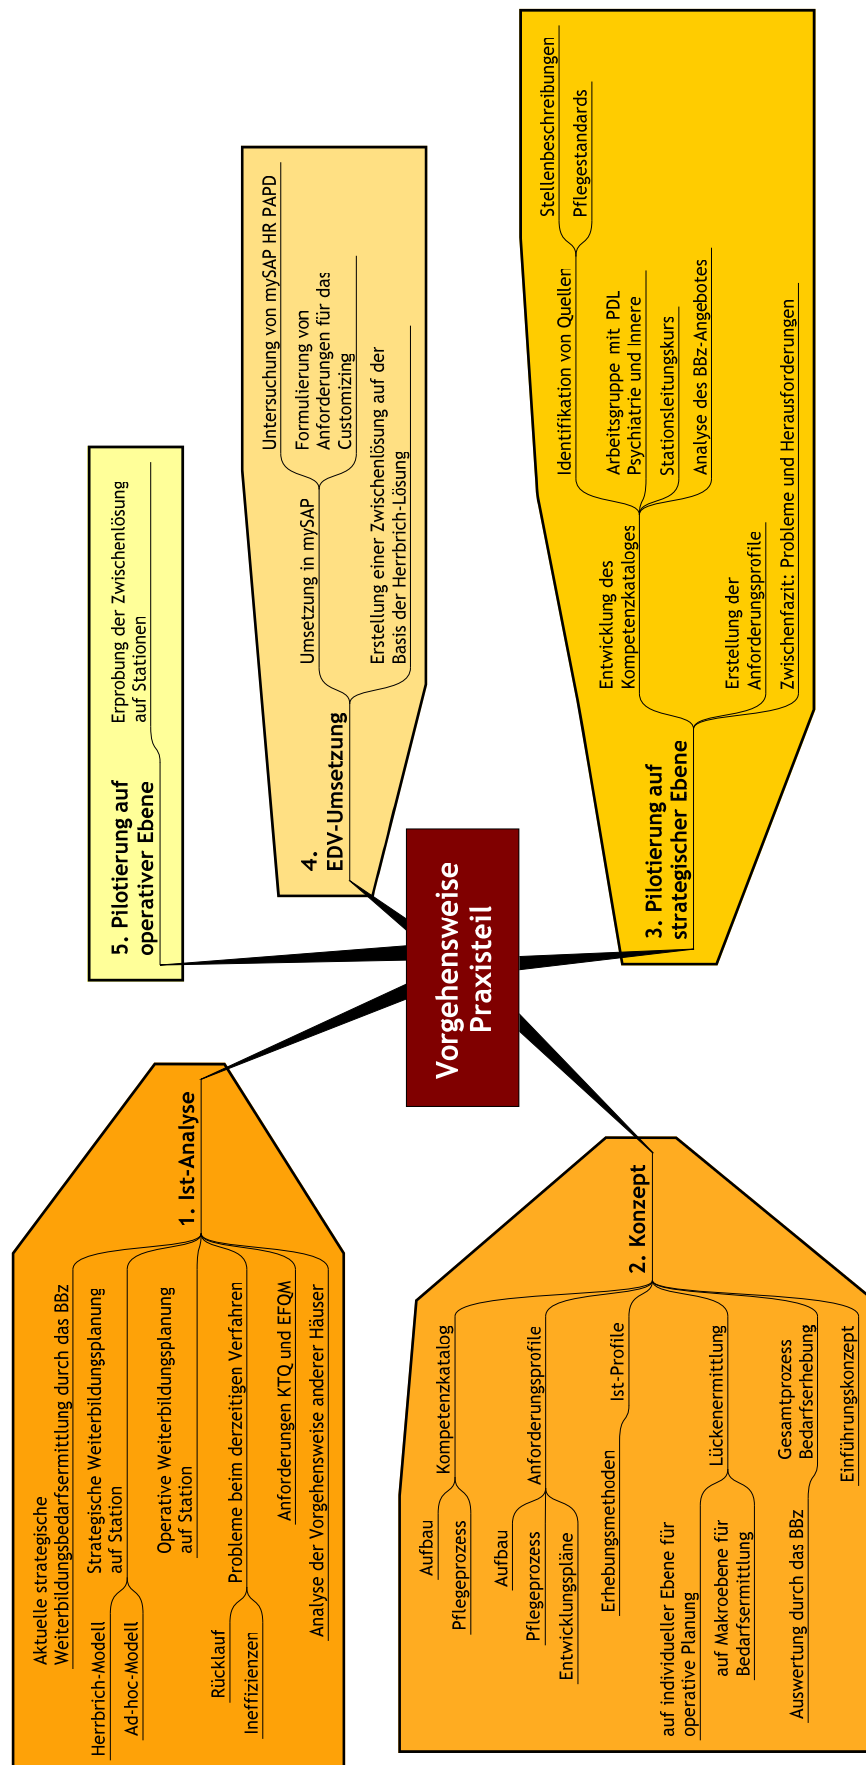 Vorgehensweise
Praxisteil
1. Ist-Analyse
Aktuelle strategische
Weiterbildungsbedarfsermittlung durch das BBz
Strategische Weiterbildungsplanung
auf Station
Herrbrich-Modell
Ad-hoc-Modell
Operative Weiterbildungsplanung
auf Station
Probleme beim derzeitigen Verfahren
Rücklauf
Ineffizienzen
Anforderungen KTQ und EFQM
Analyse der Vorgehensweise anderer Häuser
2. Konzept
Kompetenzkatalog
Aufbau
Pflegeprozess
Anforderungsprofile
Aufbau
Pflegeprozess
Entwicklungspläne
Ist-Profile
Erhebungsmethoden
Lückenermittlung
auf individueller Ebene für
operative Planung
auf Makroebene für
Bedarfsermittlung
Gesamtprozess
Bedarfserhebung
Auswertung durch das BBz
Einführungskonzept
3. Pilotierung auf
strategischer Ebene
Entwicklung des
Kompetenzkataloges
Identifikation von Quellen
Stellenbeschreibungen
Pflegestandards
Arbeitsgruppe mit PDL
Psychiatrie und Innere
Stationsleitungskurs
Analyse des BBz-Angebotes
Erstellung der
Anforderungsprofile
Zwischenfazit: Probleme und Herausforderungen
4.
EDV-Umsetzung
Umsetzung in mySAP
Untersuchung von mySAP HR PAPD
Formulierung von
Anforderungen für das
Customizing
Erstellung einer Zwischenlösung auf der
Basis der Herrbrich-Lösung
5. Pilotierung auf
operativer Ebene
Erprobung der Zwischenlösung
auf Stationen